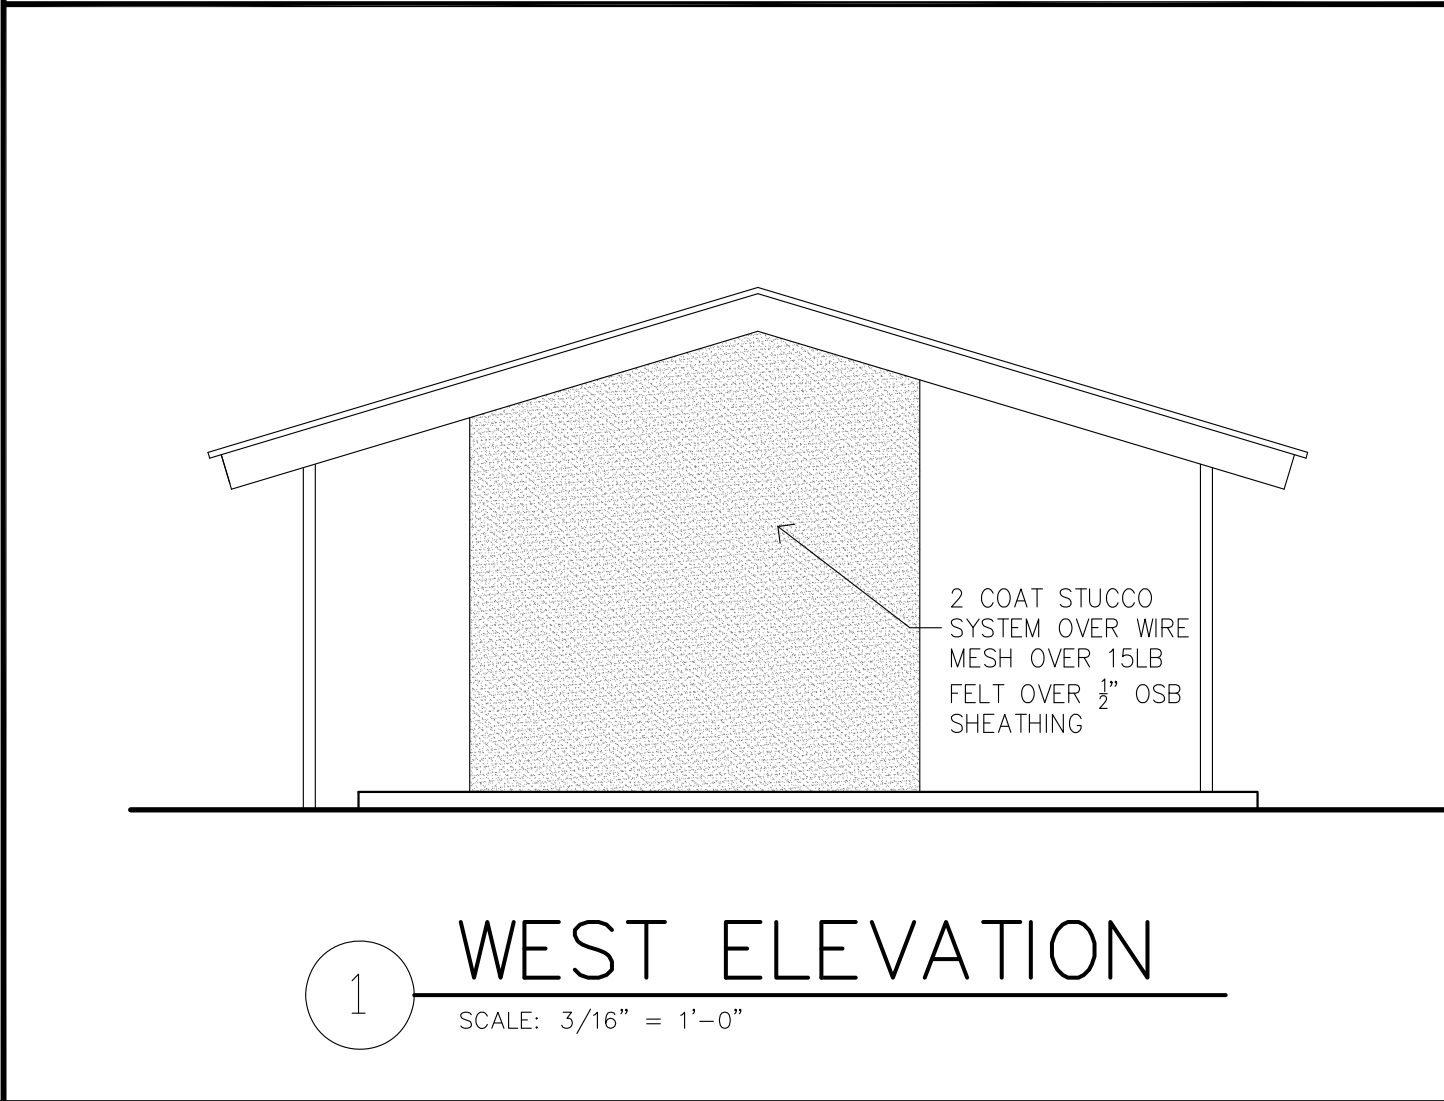 2 COAT STUCCO
SYSTEM OVER WIRE
MESH OVER 15LB
FELT OVER ½" OSB
SHEATHING
WEST ELEVATION
1
SCALE: 3/16" = 1'-0"